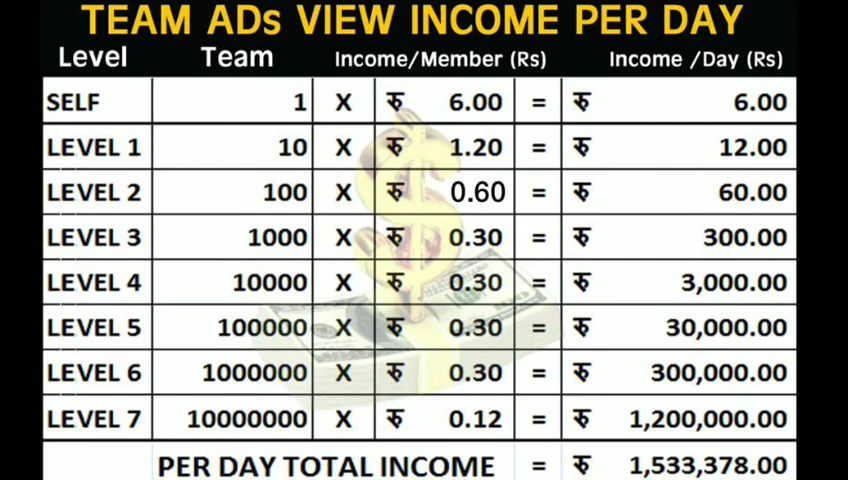 TEAM ADs VIEW INCOME PER DAY
Level Team Income/Member (Rs) Income /Day (Rs)
SELF 1 X रु 6.00 = रु 6.00
LEVEL 1 10 X रु 1.20 = रु 12.00
LEVEL 2 100 X रु 0.60 = रु 60.00
LEVEL 3 1000 X रु 0.30 = रु 300.00
LEVEL 4 10000 X रु 0.30 = रु 3,000.00
LEVEL 5 100000 X रु 0.30 = रु 30,000.00
LEVEL 6 1000000 X रु 0.30 = रु 300,000.00
LEVEL 7 10000000 X रु 0.12 = रु 1,200,000.00
PER DAY TOTAL INCOME = रु 1,533,378.00